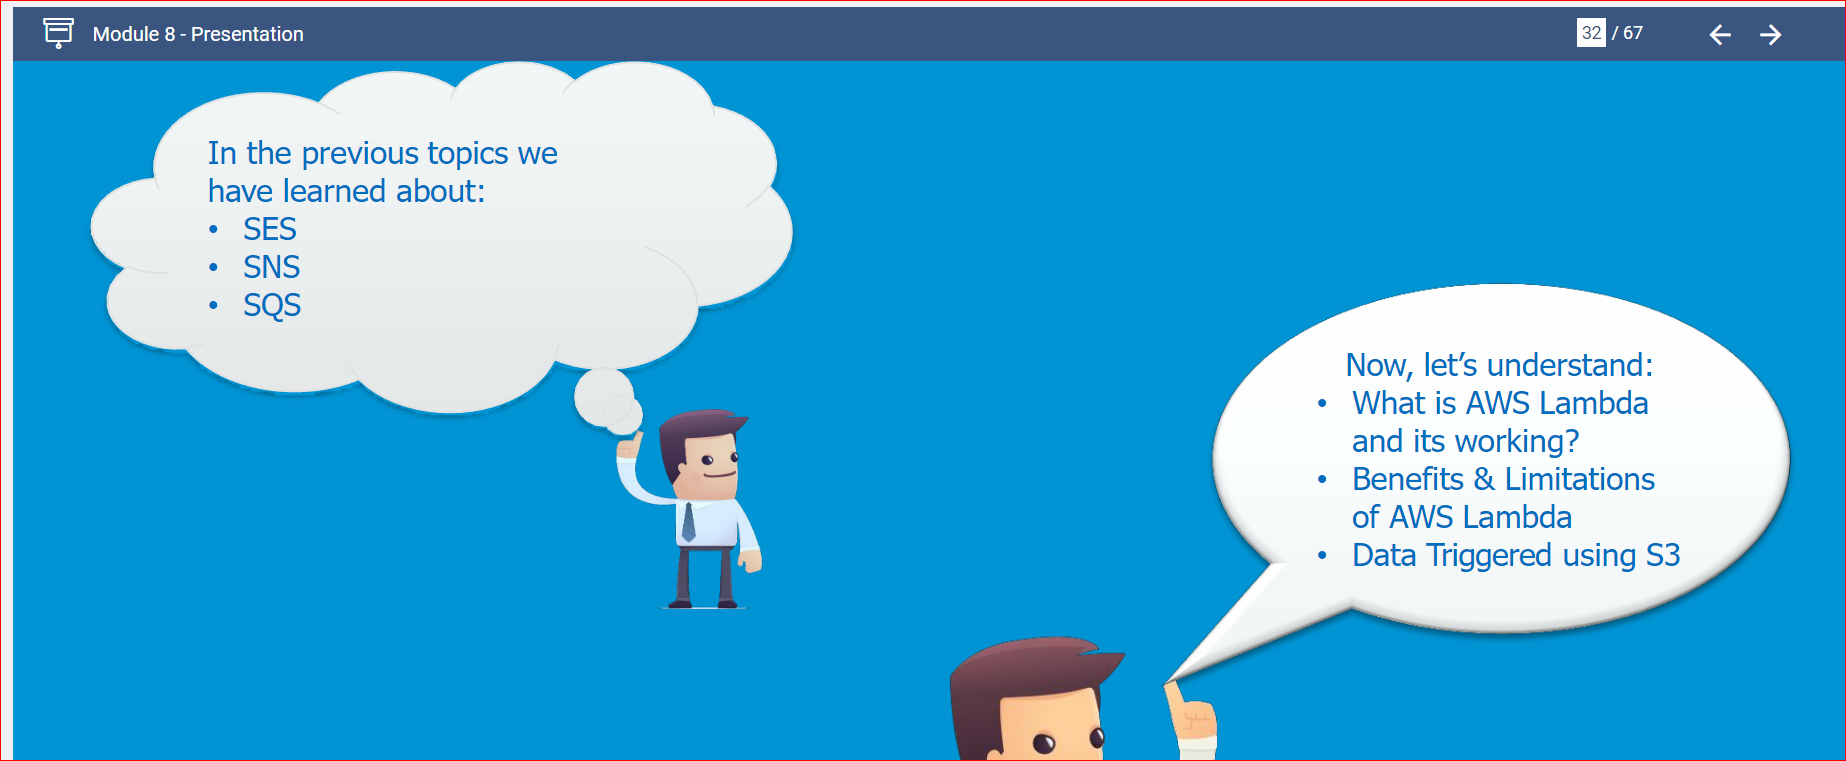 Module 8 - Presentation
32 / 67
In the previous topics we
have learned about:
• SES
• SNS
• SQS
Now, let’s understand:
• What is AWS Lambda
and its working?
• Benefits & Limitations
of AWS Lambda
• Data Triggered using S3